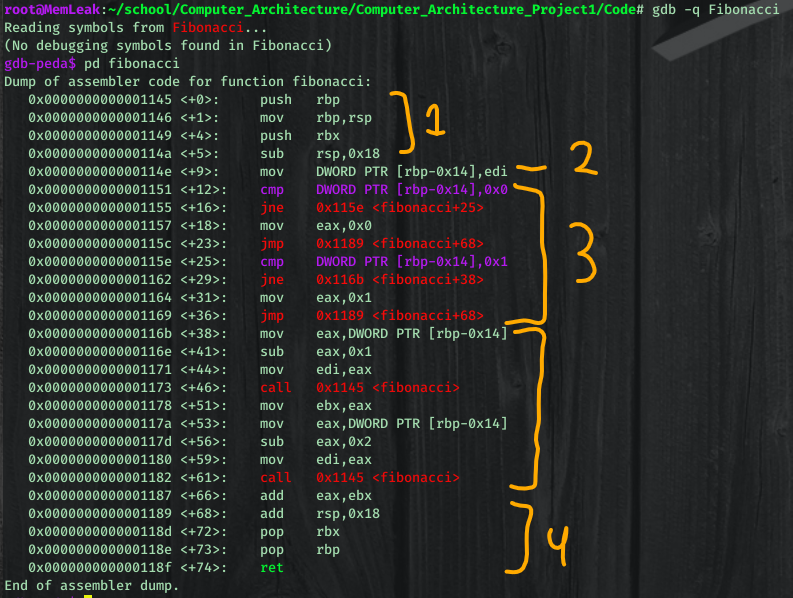 root@MemLeak:~/school/Computer_Architecture/Computer_Architecture_Project1/Code# gdb -q Fibonacci
Reading symbols from Fibonacci...
(No debugging symbols found in Fibonacci)
gdb-peda$ pd fibonacci
Dump of assembler code for function fibonacci:
   0x0000000000001145 <+0>:    push   rbp
   0x0000000000001146 <+1>:    mov    rbp,rsp
   0x0000000000001149 <+4>:    push   rbx
   0x000000000000114a <+5>:    sub    rsp,0x18
   0x000000000000114e <+9>:    mov    DWORD PTR [rbp-0x14],edi
   0x0000000000001151 <+12>:   cmp    DWORD PTR [rbp-0x14],0x0
   0x0000000000001155 <+16>:   jne    0x115e <fibonacci+25>
   0x0000000000001157 <+18>:   mov    eax,0x0
   0x000000000000115c <+23>:   jmp    0x1189 <fibonacci+68>
   0x000000000000115e <+25>:   cmp    DWORD PTR [rbp-0x14],0x1
   0x0000000000001162 <+29>:   jne    0x116b <fibonacci+38>
   0x0000000000001164 <+31>:   mov    eax,0x1
   0x0000000000001169 <+36>:   jmp    0x1189 <fibonacci+68>
   0x000000000000116b <+38>:   mov    eax,DWORD PTR [rbp-0x14]
   0x000000000000116e <+41>:   sub    eax,0x1
   0x0000000000001171 <+44>:   mov    edi,eax
   0x0000000000001173 <+46>:   call   0x1145 <fibonacci>
   0x0000000000001178 <+51>:   mov    ebx,eax
   0x000000000000117a <+53>:   mov    eax,DWORD PTR [rbp-0x14]
   0x000000000000117d <+56>:   sub    eax,0x2
   0x0000000000001180 <+59>:   mov    edi,eax
   0x0000000000001182 <+61>:   call   0x1145 <fibonacci>
   0x0000000000001187 <+66>:   add    eax,ebx
   0x0000000000001189 <+68>:   add    rsp,0x18
   0x000000000000118d <+72>:   pop    rbx
   0x000000000000118e <+73>:   pop    rbp
   0x000000000000118f <+74>:   ret
End of assembler dump.
1
2
3
4